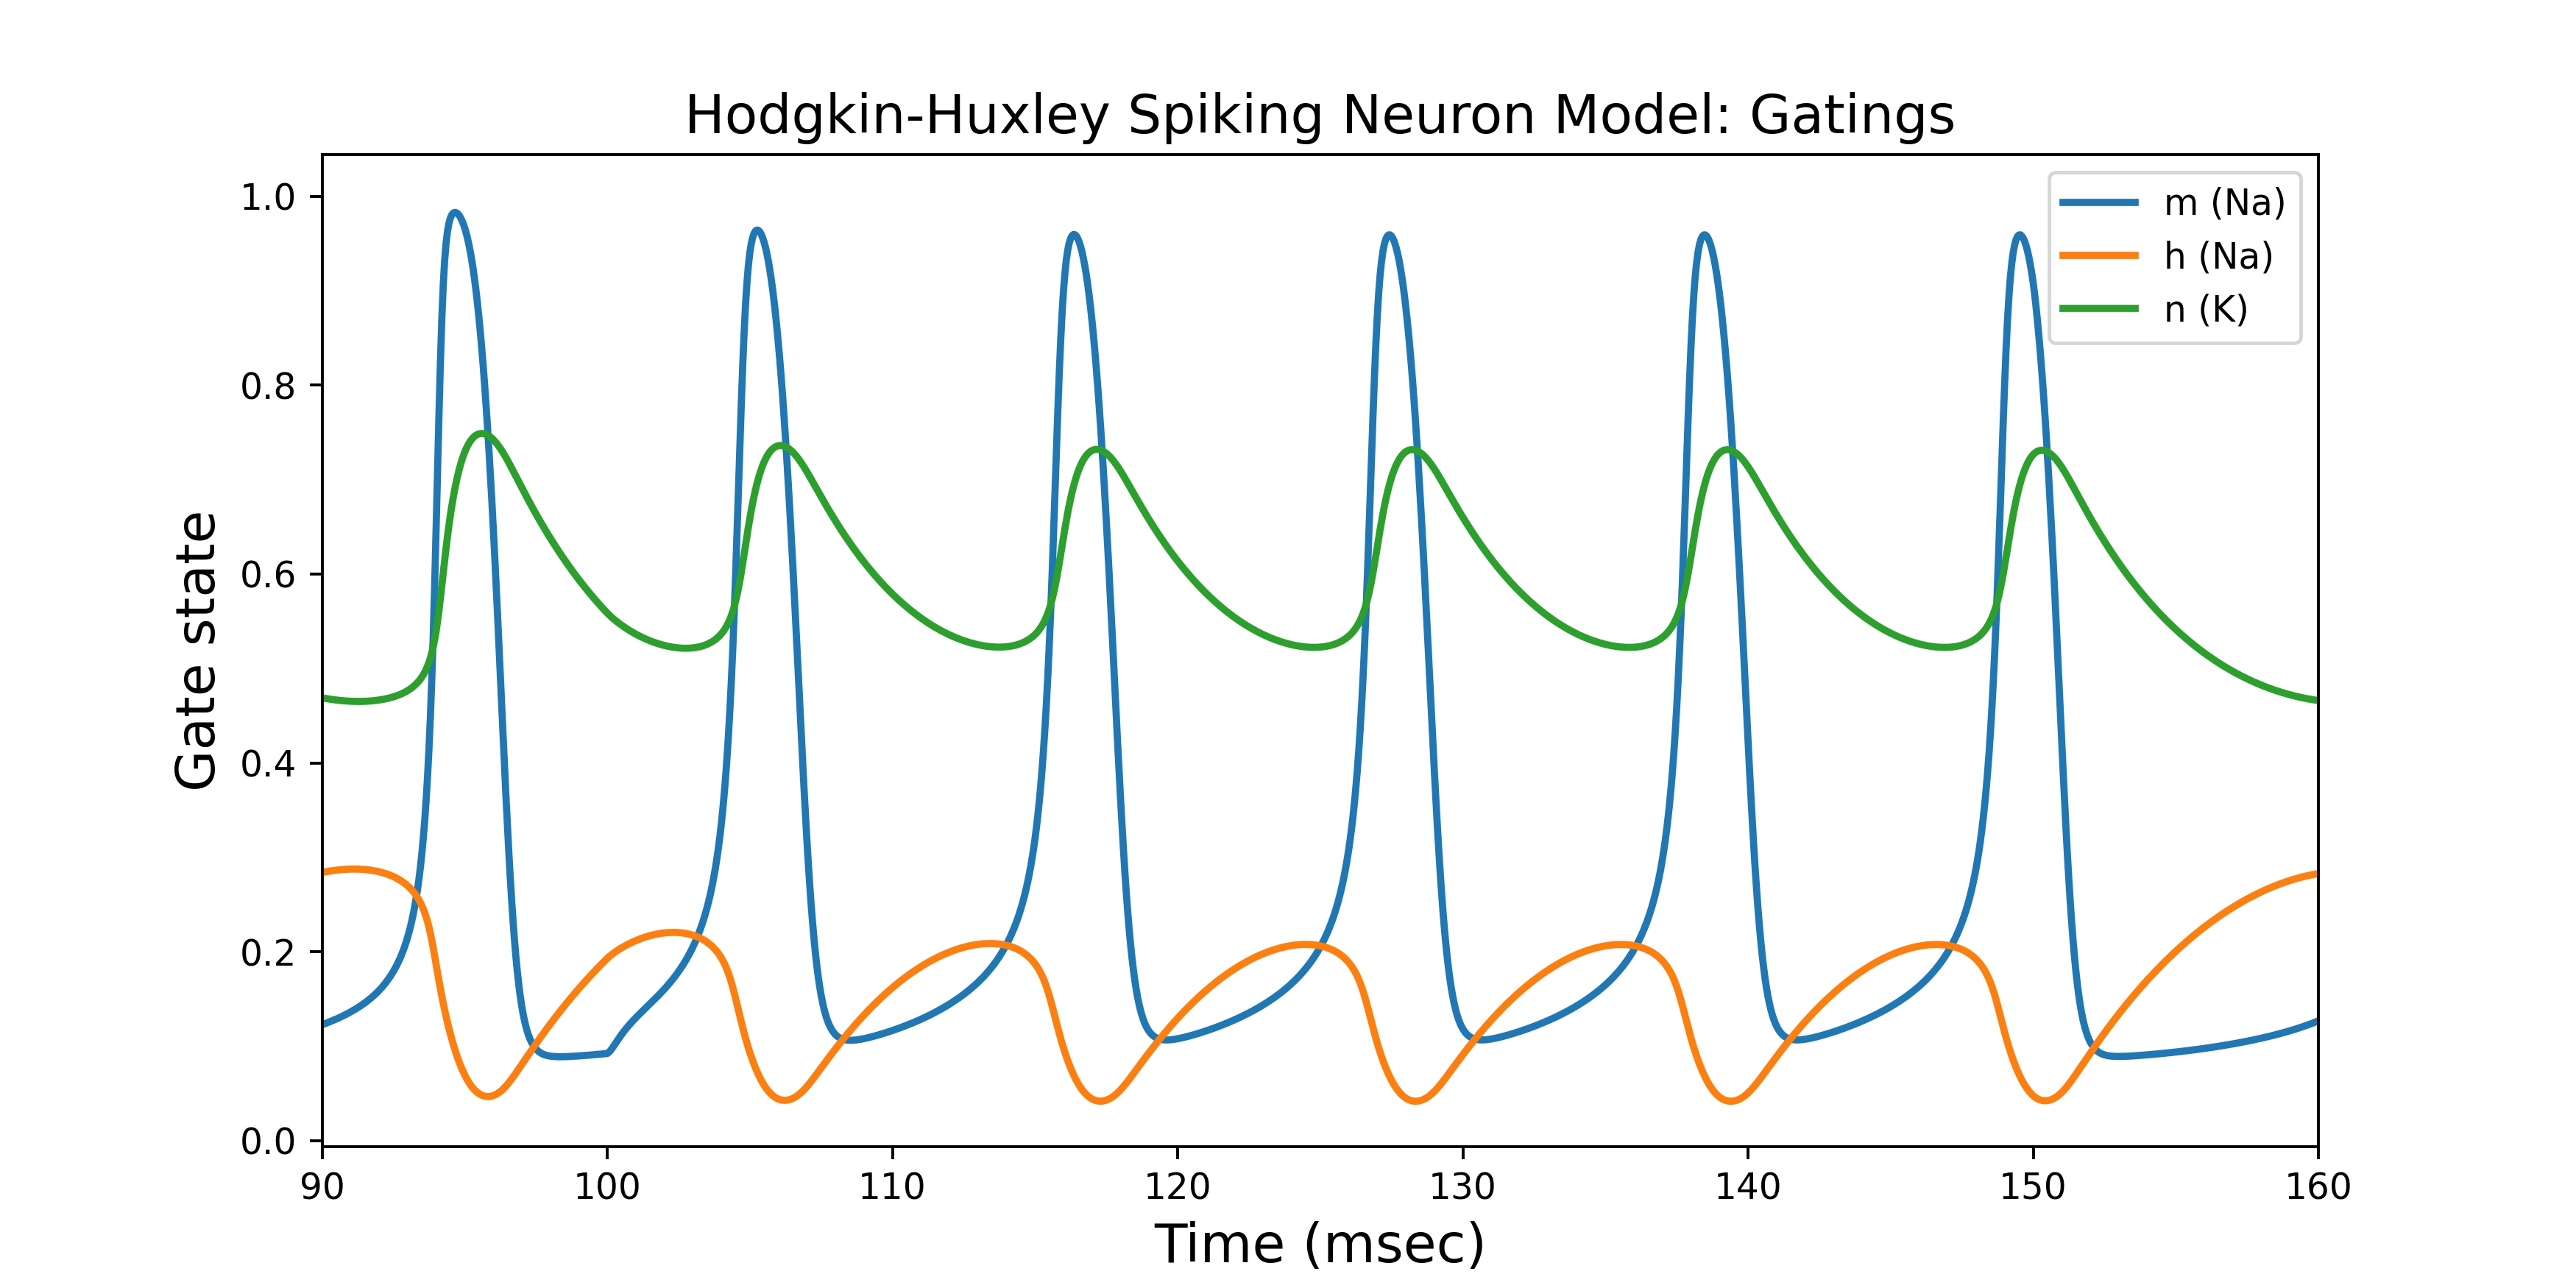 Hodgkin-Huxley Spiking Neuron Model: Gatings
1.0
0.8
0.6
0.4
0.2
0.0
Gate state
m (Na)
h (Na)
n (K)
90 100 110 120 130 140 150 160
Time (msec)